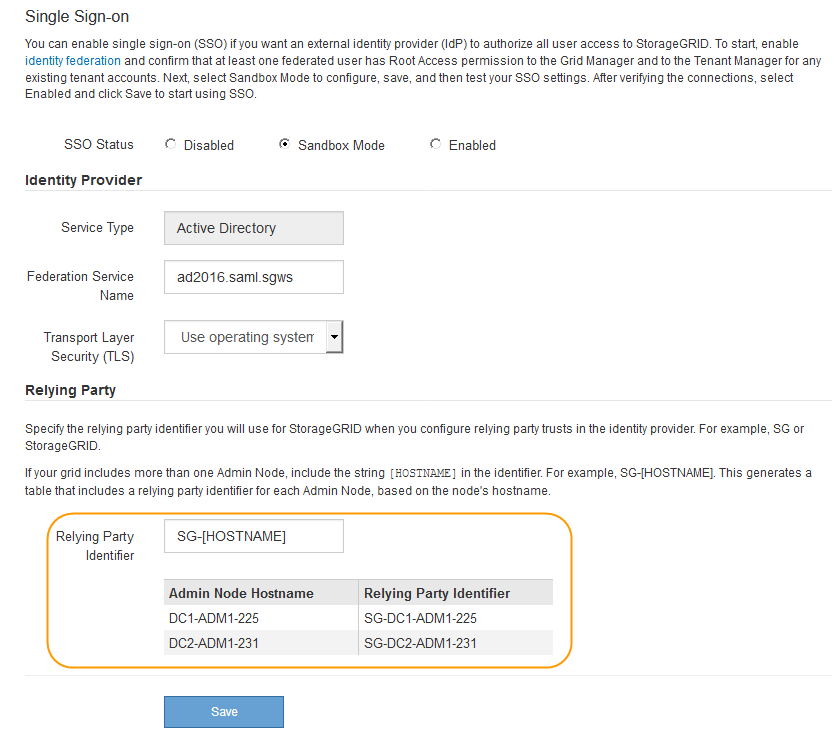 Single Sign-on
You can enable single sign-on (SSO) if you want an external identity provider (IdP) to authorize all user access to StorageGRID. To start, enable
identity federation and confirm that at least one federated user has Root Access permission to the Grid Manager and to the Tenant Manager for any
existing tenant accounts. Next, select Sandbox Mode to configure, save, and then test your SSO settings. After verifying the connections, select
Enabled and click Save to start using SSO.
SSO Status Disabled Sandbox Mode Enabled
Identity Provider
Service Type Active Directory
Federation Service
Name
ad2016.saml.sgws
Transport Layer
Security (TLS)
Use operating system
Relying Party
Specify the relying party identifier you will use for StorageGRID when you configure relying party trusts in the identity provider. For example, SG or
StorageGRID.
If your grid includes more than one Admin Node, include the string [HOSTNAME] in the identifier. For example, SG-[HOSTNAME]. This generates a
table that includes a relying party identifier for each Admin Node, based on the node's hostname.
Relying Party
Identifier
SG-[HOSTNAME]
Admin Node Hostname Relying Party Identifier
DC1-ADM1-225 SG-DC1-ADM1-225
DC2-ADM1-231 SG-DC2-ADM1-231
Save